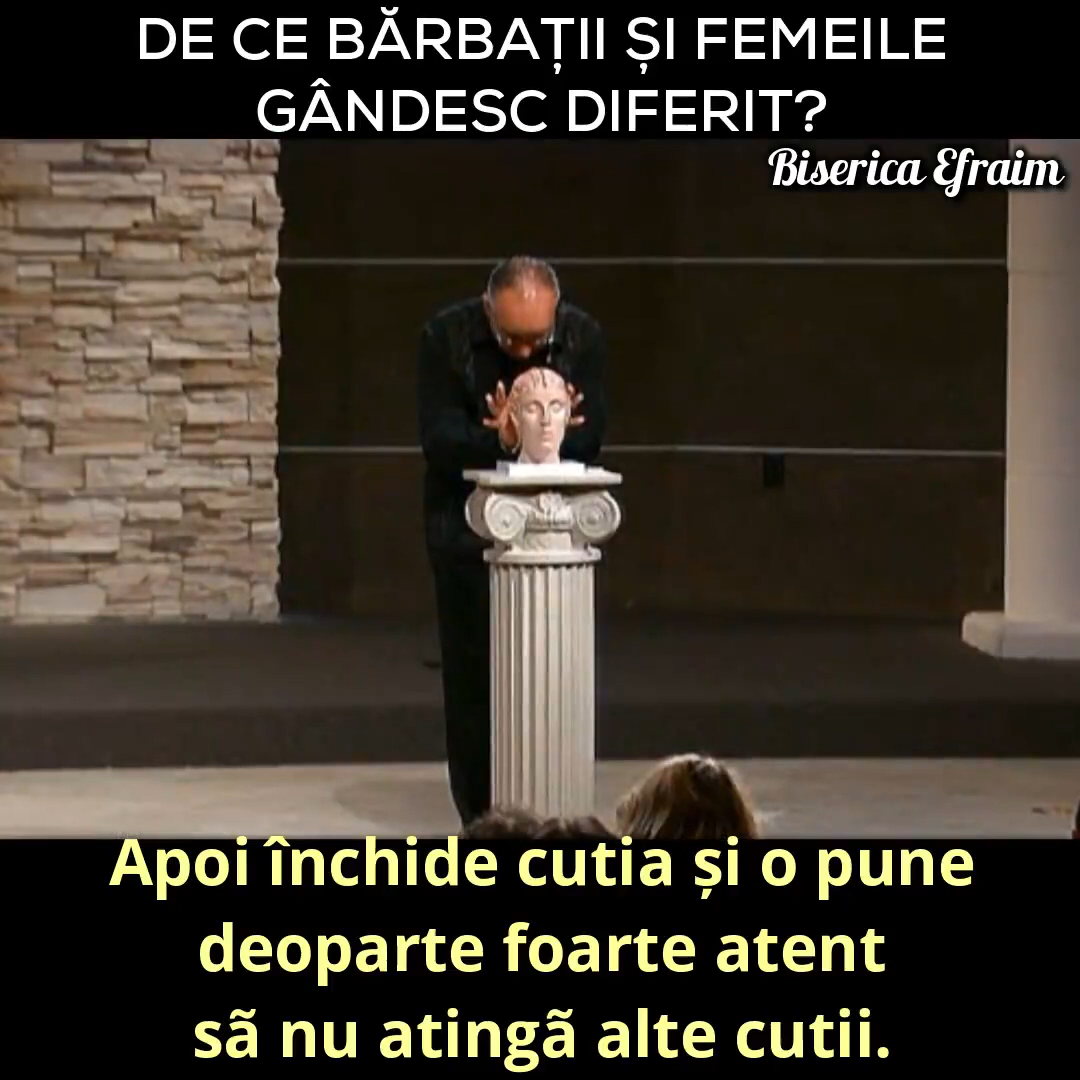 DE CE BĂRBAȚII ȘI FEMEILE
GÂNDESC DIFERIT?
Biserica Efraim
Apoi închide cutia și o pune
deoparte foarte atent
sã nu atingã alte cutii.